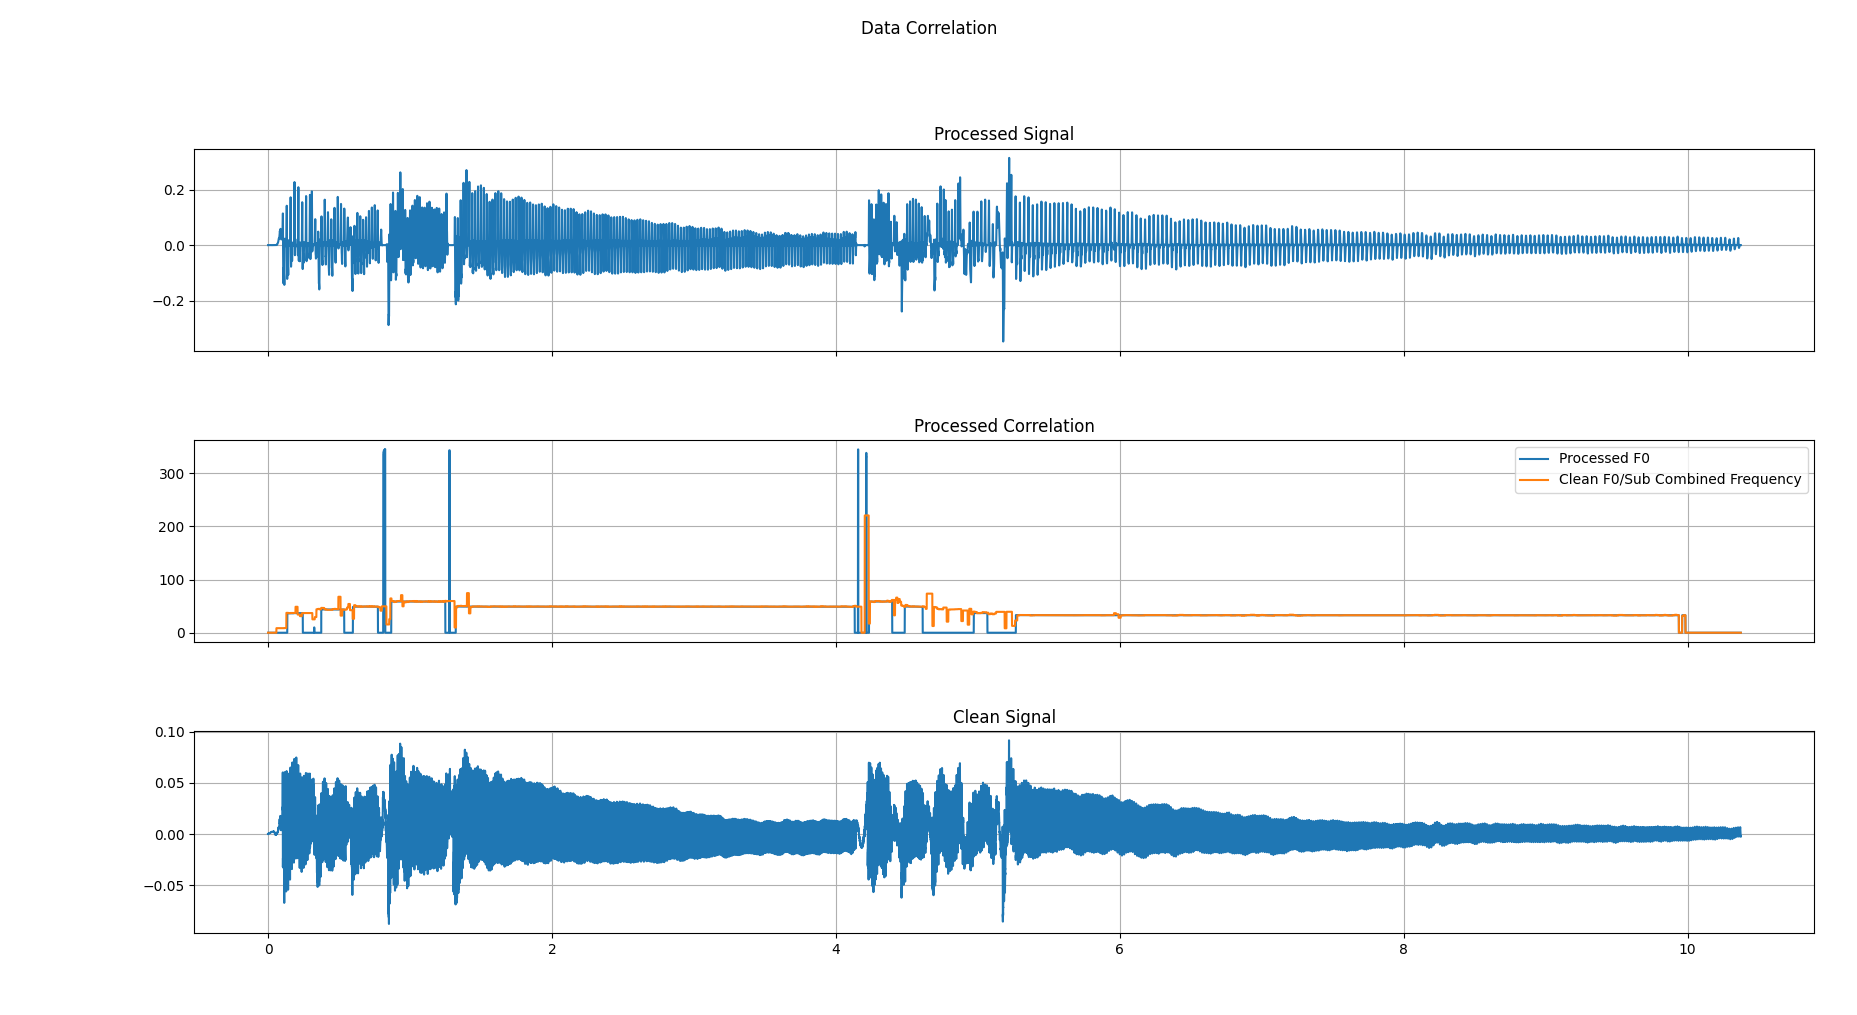 Data Correlation
Processed Signal
0.2
0.0
−0.2
Processed Correlation
300
200
100
0
Processed F0
Clean F0/Sub Combined Frequency
Clean Signal
0.10
0.05
0.00
−0.05
0 2 4 6 8 10